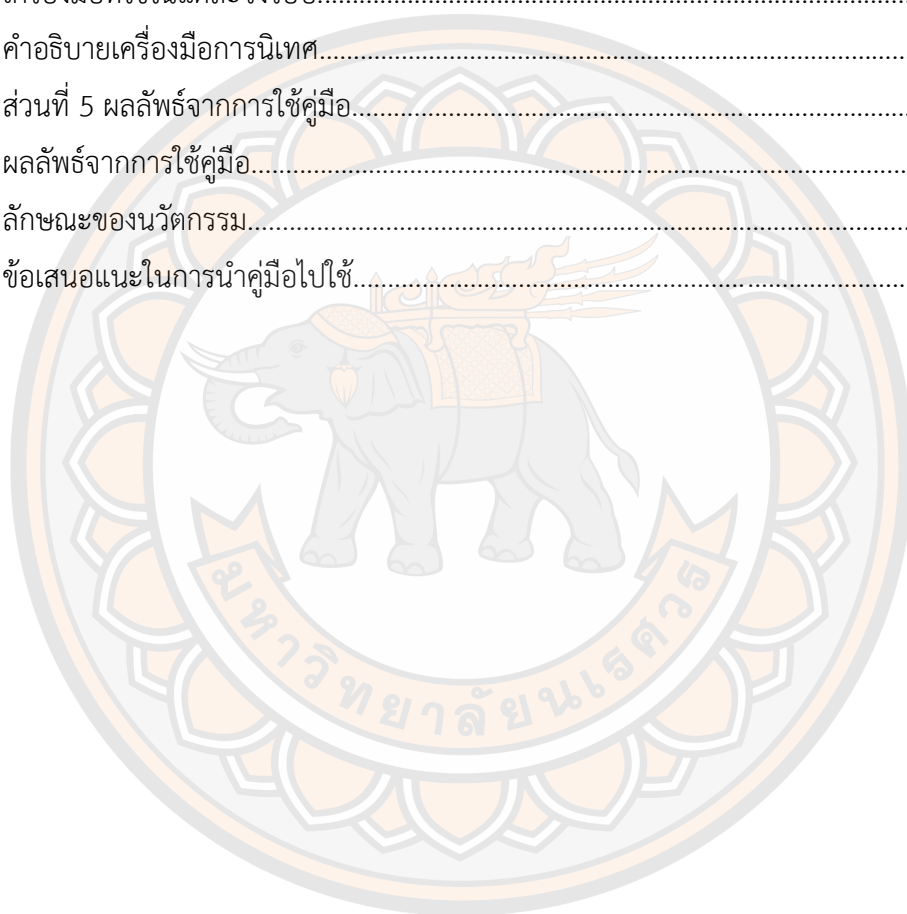 คำอธิบายเครื่องมือการนิเทศ
ส่วนที่ 5 ผลลัพธ์จากการใช้คู่มือ
ผลลัพธ์จากการใช้คู่มือ
ลักษณะของนวัตกรรม
ข้อเสนอแนะในการนำคู่มือไปใช้
มหาวิทยาลัยนเรศวร